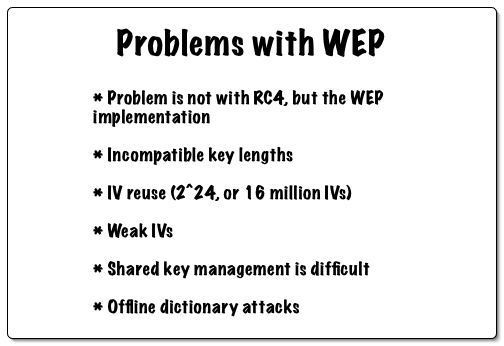 Problems with WEP
* Problem is not with RC4, but the WEP
implementation
* Incompatible key lengths
* IV reuse (2^24, or 16 million IVs)
* Weak IVs
* Shared key management is difficult
* Offline dictionary attacks